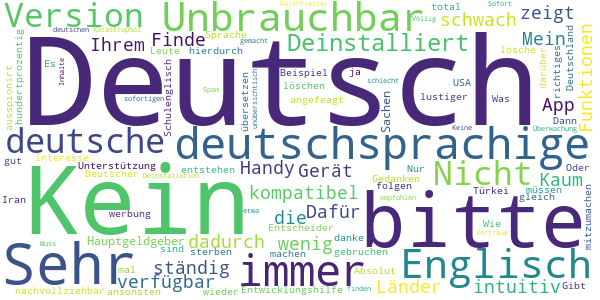 Version Unbrauchbar total Sofort zeigt
deutschen Katastrophal Datenfresser
Ihrem Finde Sprache schwach
Leute hierdurch Deinstalliert Mein
Deutsch
Völlig gemacht
hundertprozentig
ausspioniert
Es
Inhalte
Schulenglisch
Beispiel ja USA lösche
löschen lustiger Was
Spam sofortigen angefeagt
übersetzen
unübersichtlich
schlecht Sachen
darüber richtiges Deutschland Funktionen
App
Dann
deutsche deutschsprachige
Keine Überwachung
gut Interesse Unterstützung entstehen Nur Oder
Deutscher Deinstallation
Handy Gerät Nicht Kaum
Gedanken empfohlen
Kein kompatibel folgen Türkei gleich
bitte
Iran werbung Dafür etwa Wie müssen
die Entscheider Vertraue
mitzumachen
Hauptgeldgeber dadurch wenig danke
sind sterben machen gebruchen
Sehr ständig immer Englisch
mal verfügbar Absolut Länder intuitiv
Muss wieder finden Gibt
nachvollziehbar ansonsten Entwicklungshilfe